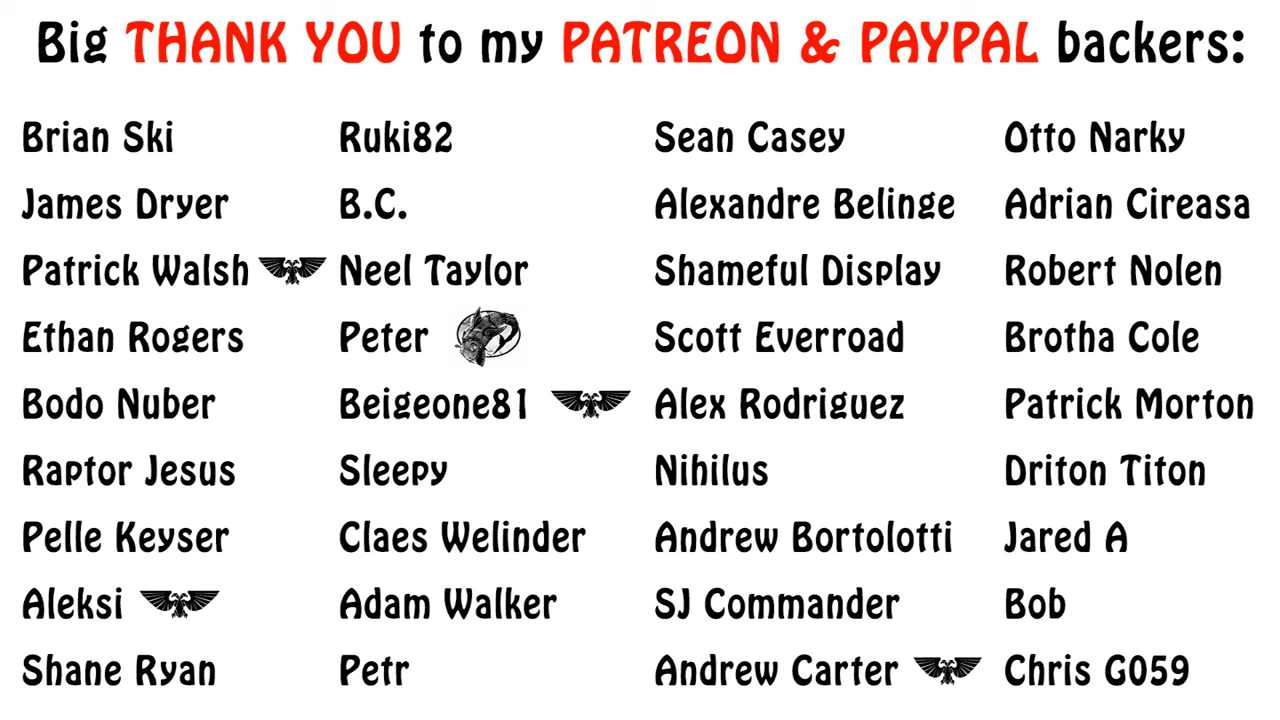 Big THANK YOU to my PATREON & PAYPAL backers:
Brian Ski
James Dryer
Patrick Walsh
Ethan Rogers
Bodo Nuber
Raptor Jesus
Pelle Keyser
Aleksi
Shane Ryan
Ruki82
B.C.
Neel Taylor
Peter
Beigeone81
Sleepy
Claes Welinder
Adam Walker
Petr
Sean Casey
Alexandre Belinge
Shameful Display
Scott Everroad
Alex Rodriguez
Nihilus
Andrew Bortolotti
SJ Commander
Andrew Carter
Otto Narky
Adrian Cireasa
Robert Nolen
Brotha Cole
Patrick Morton
Driton Titon
Jared A
Bob
Chris G059